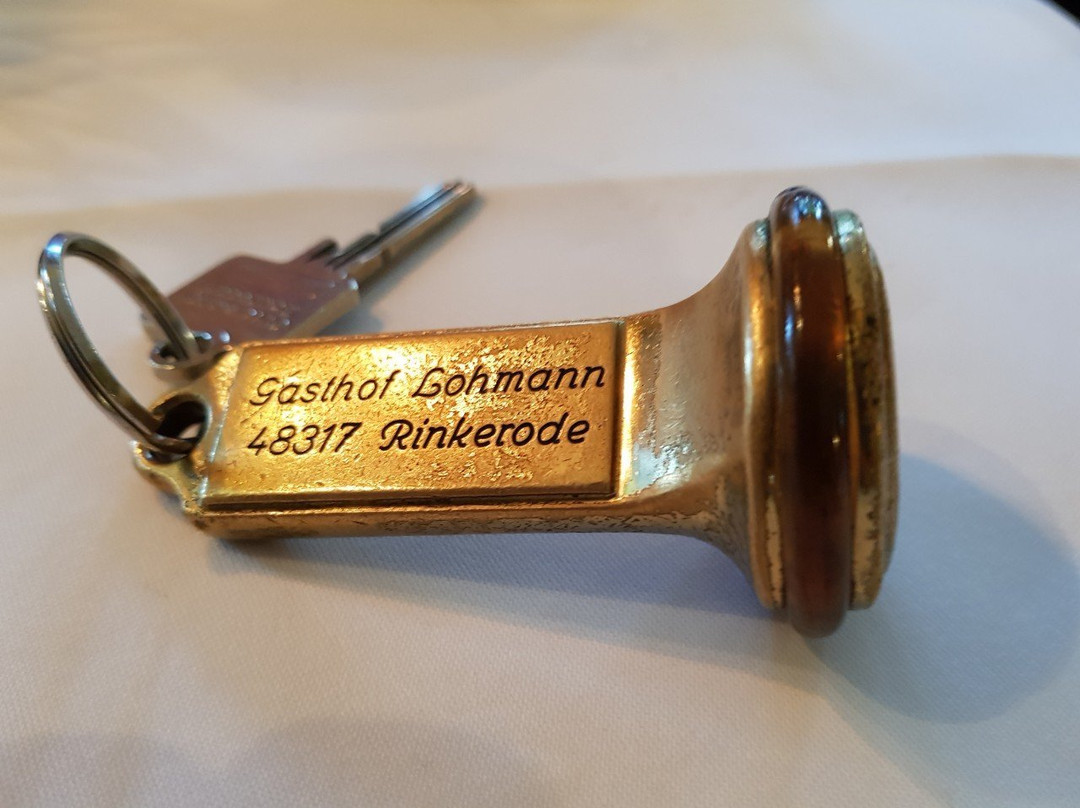 Gasthof Lohmann
48317 Rinkerode